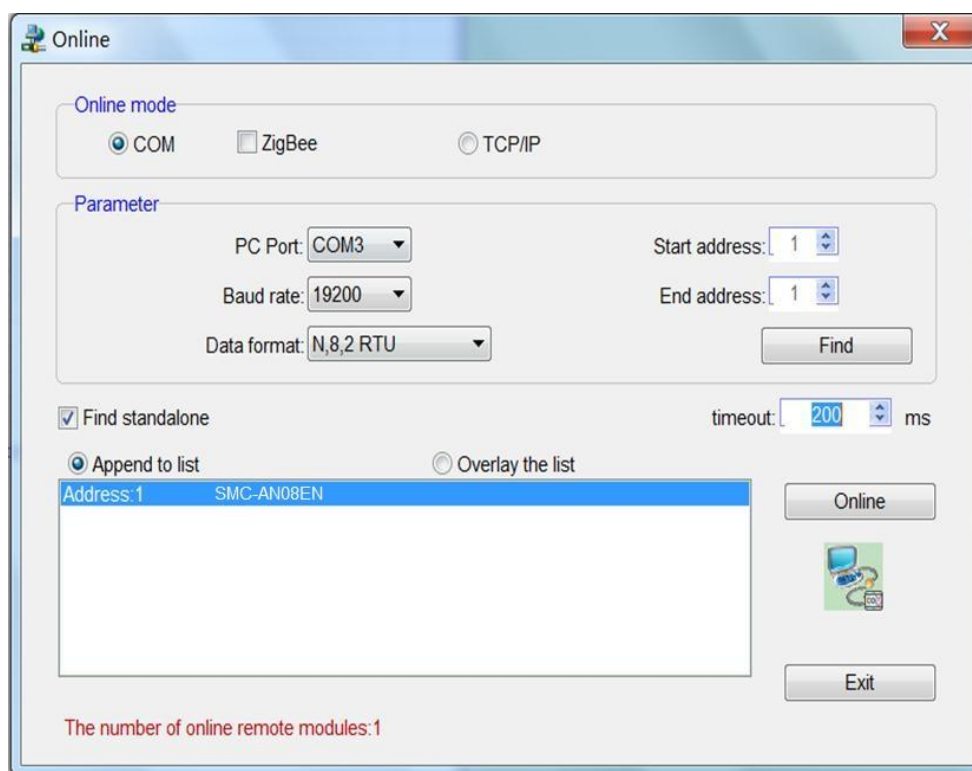 Online
X
Online mode
COM ZigBee TCP/IP
Parameter
PC Port: COM3 Start address: 1
Baud rate: 19200 End address: 1
Data format: N,8,2 RTU Find
Find standalone timeout: 200 ms
Append to list Overlay the list
Address:1 SMC-AN08EN
Online
Exit
The number of online remote modules:1